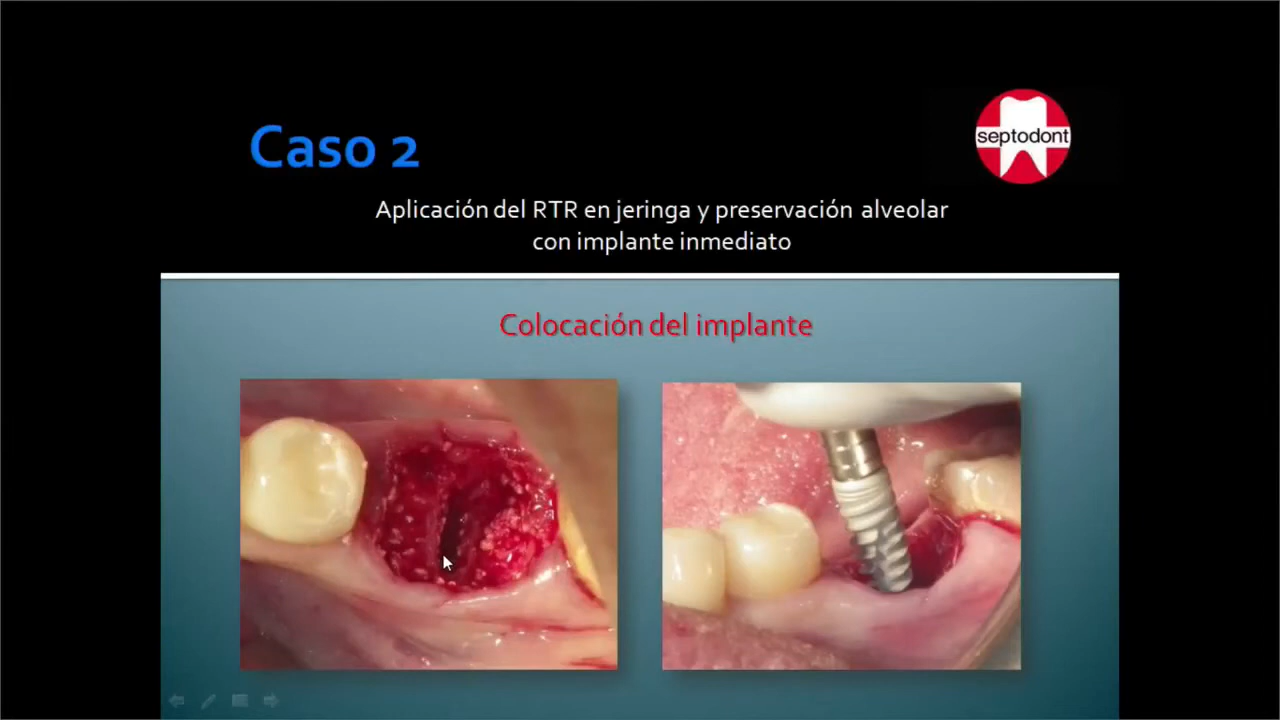 Caso 2
septodont
Aplicación del RTR en jeringa y preservación alveolar
con implante inmediato
Colocación del implante